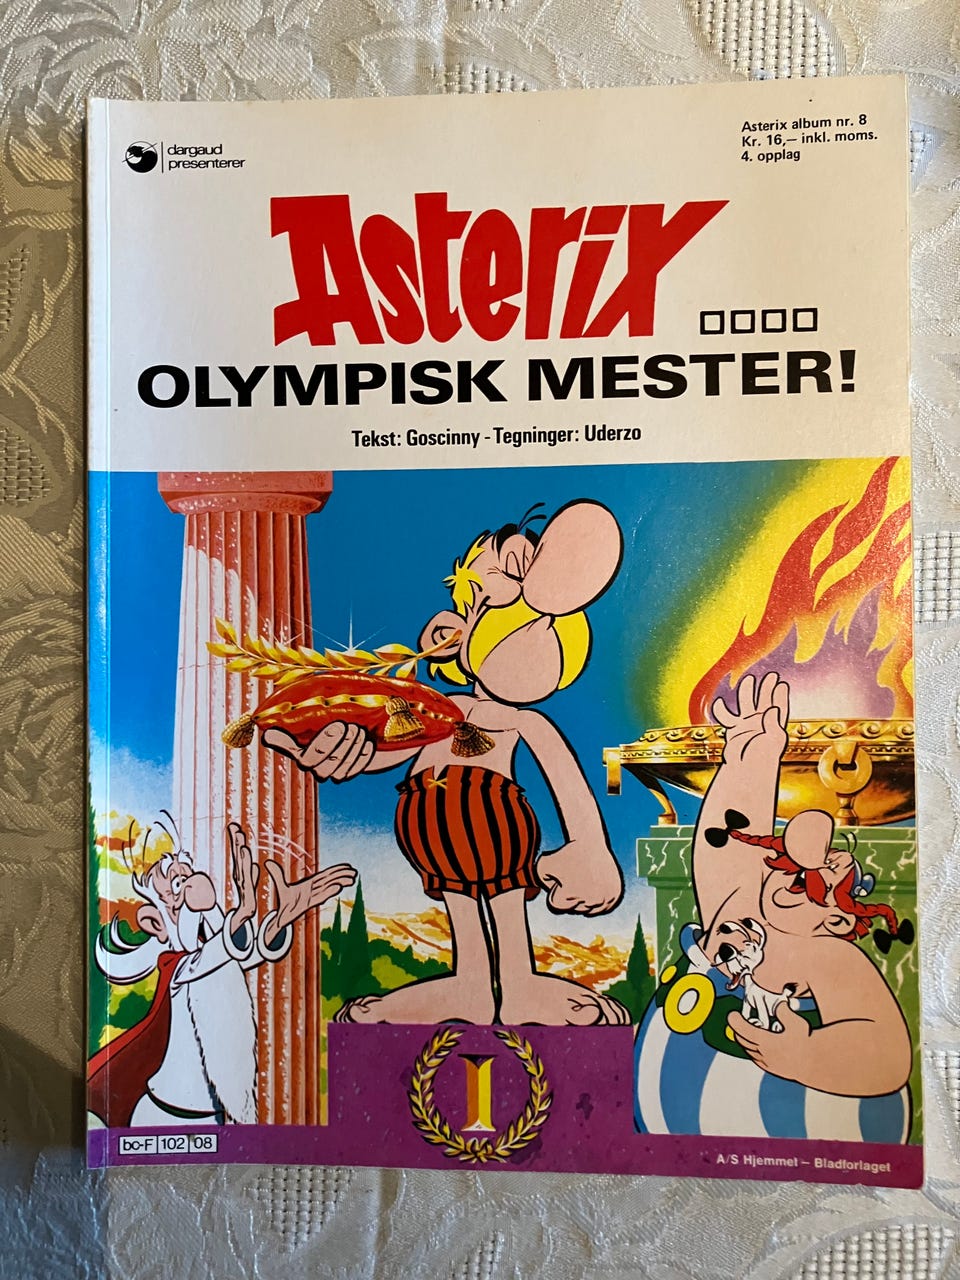 dargaud
presenterer
Asterix album nr. 8
Kr. 16,– inkl. moms.
4. opplag
Asterix
OLYMPISK MESTER!
Tekst: Goscinny - Tegninger: Uderzo
I
bc-F 102 08
A/S Hjemmet – Bladforlaget